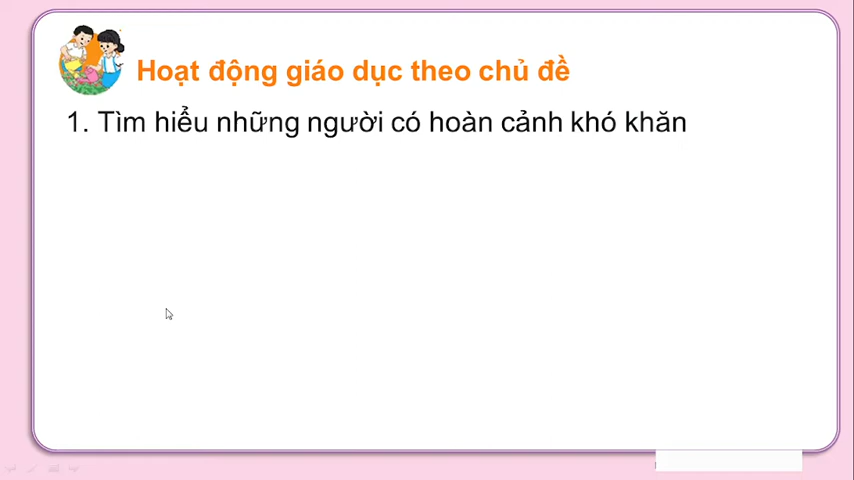 Hoạt động giáo dục theo chủ đề
1. Tìm hiểu những người có hoàn cảnh khó khăn